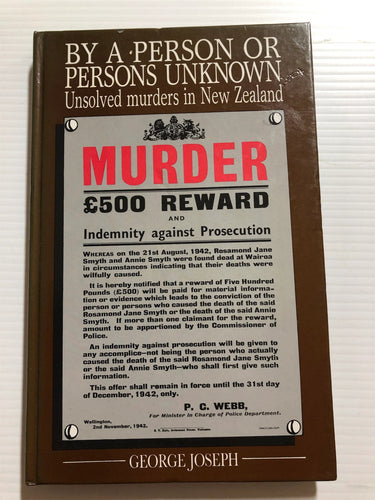 BY A PERSON OR
PERSONS UNKNOWN
Unsolved murders in New Zealand
MURDER
£500 REWARD
AND
Indemnity against Prosecution
WHEREAS on the 21st August, 1942, Rosamond Jane
Smyth and Annie Smyth were found dead at Wairoa
in circumstances indicating that their deaths were
wilfully caused.
It is hereby notified that a reward of Five Hundred
Pounds (£500) will be paid for material informa-
tion or evidence which leads to the conviction of the
person or persons who caused the death of the said
Rosamond Jane Smyth or the death of the said Annie
Smyth. If more than one claimant for the reward,
amount to be apportioned by the Commissioner of
Police.
An indemnity against prosecution will be given to
any accomplice—not being the person who actually
caused the death of the said Rosamond Jane Smyth
or the said Annie Smyth—who shall first give such
information.
This offer shall remain in force until the 31st day
of December, 1942, only.
P. C. WEBB,
For Minister in Charge of Police Department.
Wellington,
2nd November, 1942.
GEORGE JOSEPH